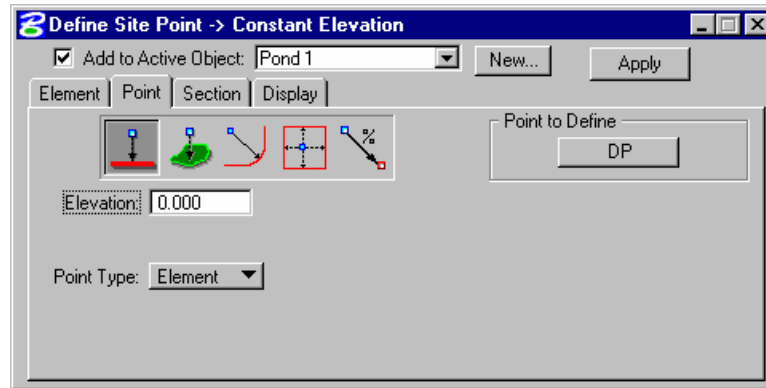 Define Site Point -> Constant Elevation
Add to Active Object: Pond 1 New... Apply
Element Point Section Display
% Point to Define
DP
Elevation: 0.000
Point Type: Element